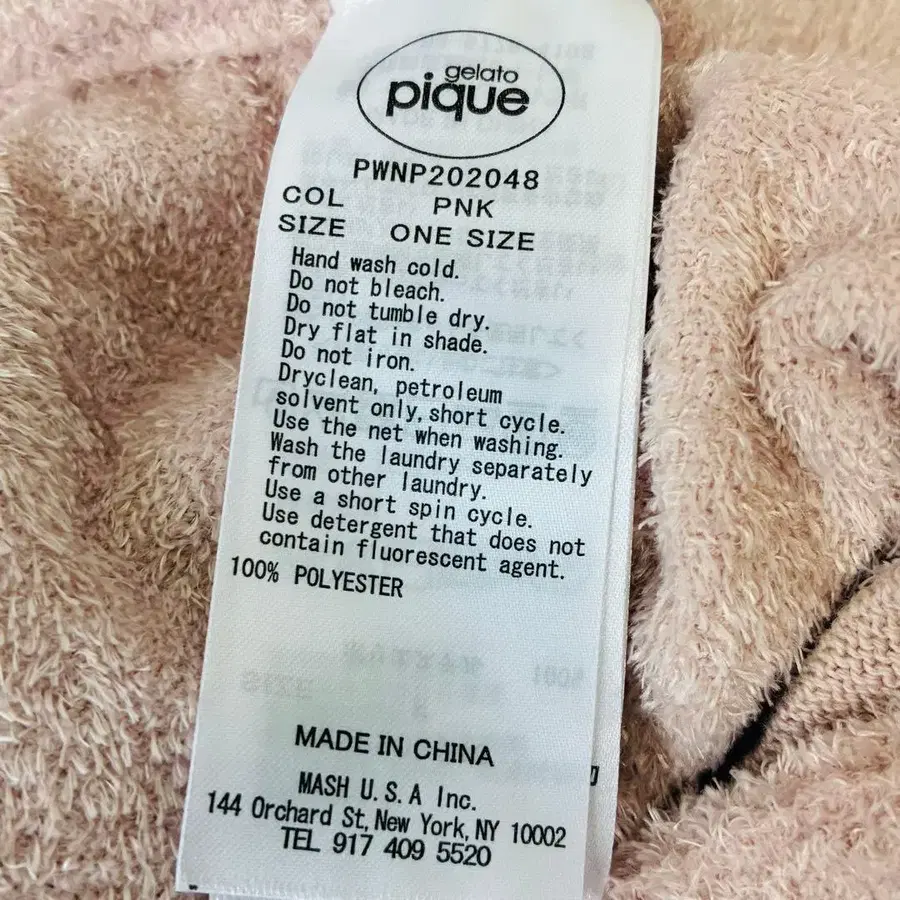 gelato
pique
PWNP202048
COL PNK
SIZE ONE SIZE
Hand wash cold.
Do not bleach.
Do not tumble dry.
Dry flat in shade.
Do not iron.
Dryclean, petroleum
solvent only, short cycle.
Use the net when washing.
Wash the laundry separately
from other laundry.
Use a short spin cycle.
Use detergent that does not
contain fluorescent agent.
100% POLYESTER
MADE IN CHINA
MASH U.S.A Inc.
144 Orchard St, New York, NY 10002
TEL 917 409 5520